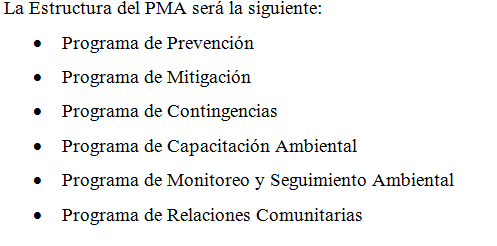 La Estructura del PMA será la siguiente:
• Programa de Prevención
• Programa de Mitigación
• Programa de Contingencias
• Programa de Capacitación Ambiental
• Programa de Monitoreo y Seguimiento Ambiental
• Programa de Relaciones Comunitarias